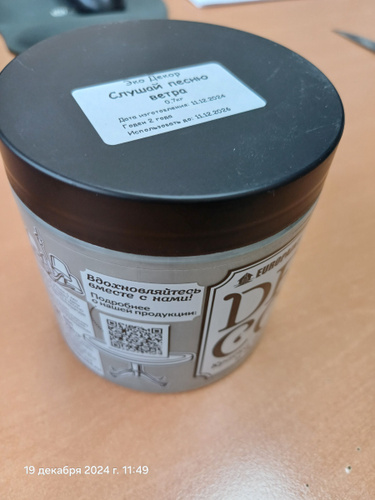 Эко Декор
Слушай песню
ветра
0,7кг
Дата изготовления: 11.12.2024
Годен 2 года
Использовать до: 11.12.2026
Вдохновляйтесь
вместе с нами!
Подробнее
о нашей продукции:
19 декабря 2024 г. 11:49